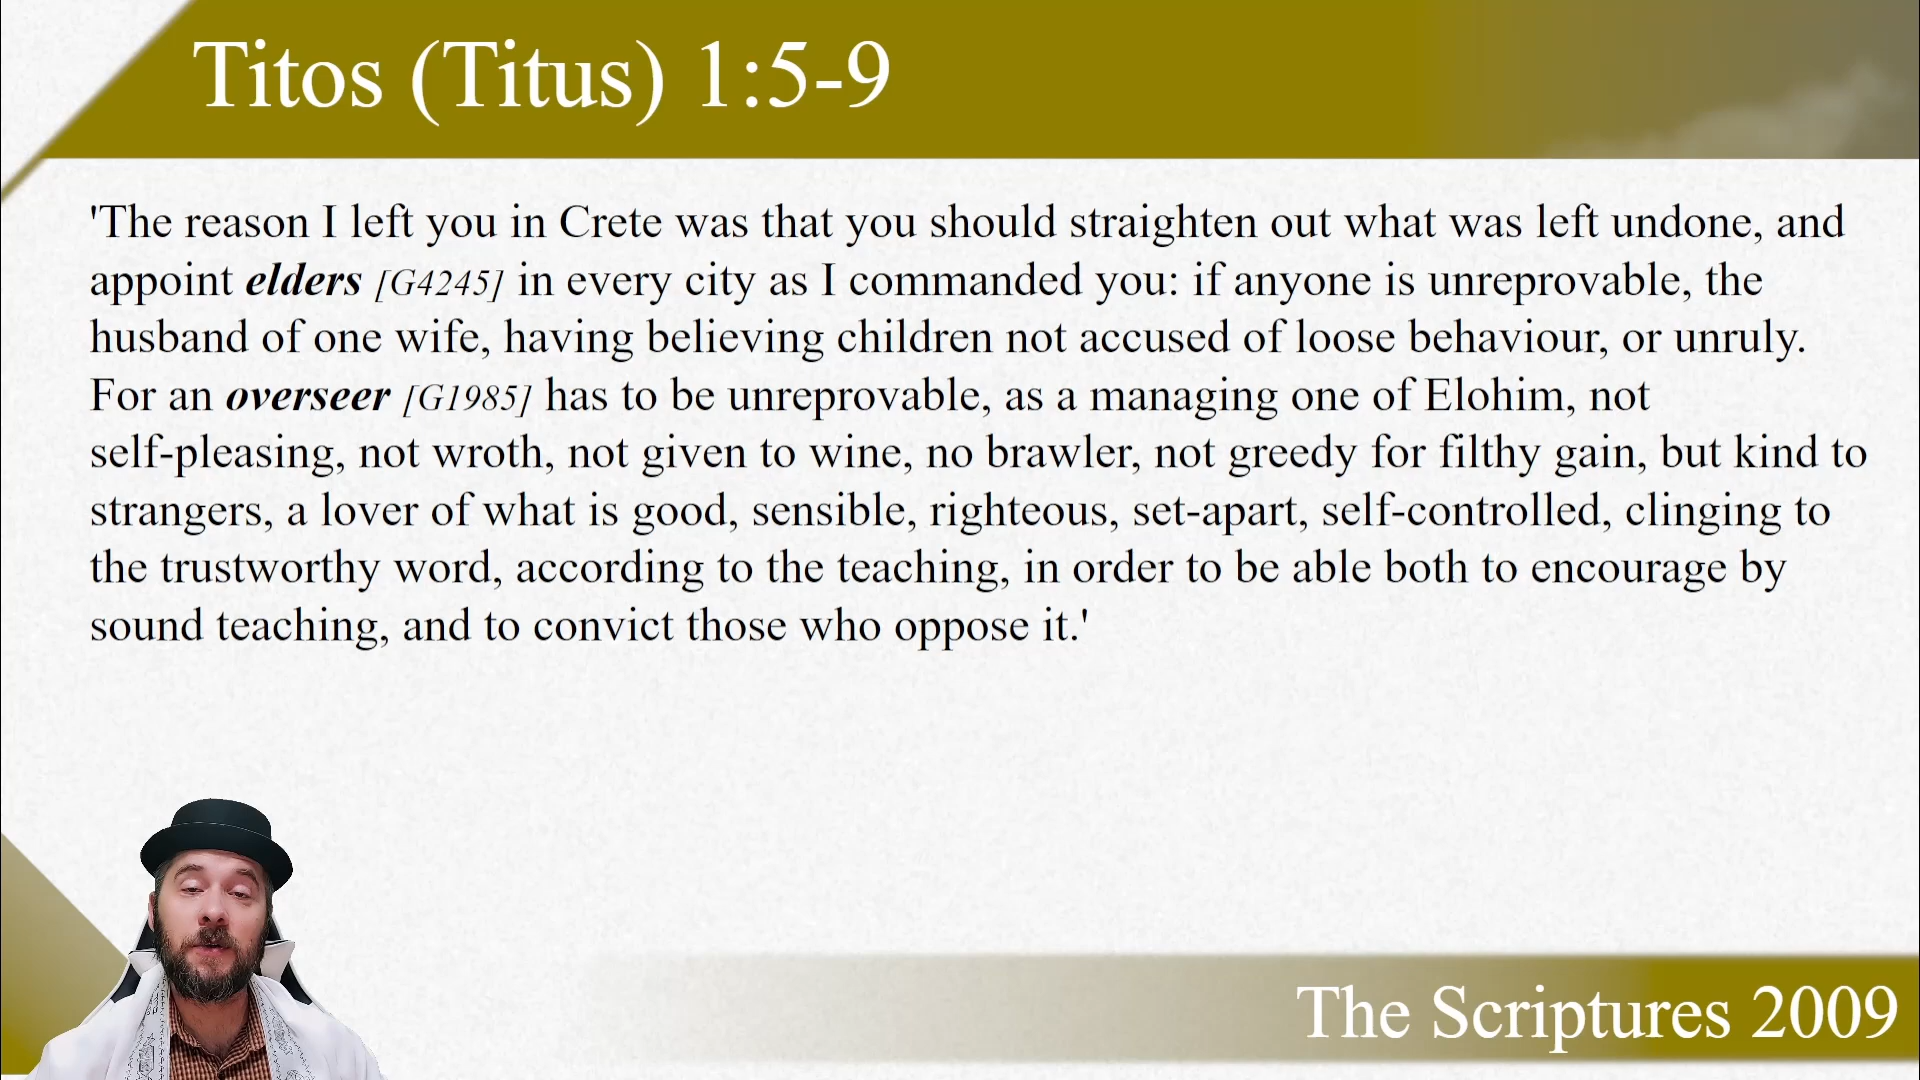 Titos (Titus) 1:5-9
'The reason I left you in Crete was that you should straighten out what was left undone, and
appoint elders [G4245] in every city as I commanded you: if anyone is unreprovable, the
husband of one wife, having believing children not accused of loose behaviour, or unruly.
For an overseer [G1985] has to be unreprovable, as a managing one of Elohim, not
self-pleasing, not wroth, not given to wine, no brawler, not greedy for filthy gain, but kind to
strangers, a lover of what is good, sensible, righteous, set-apart, self-controlled, clinging to
the trustworthy word, according to the teaching, in order to be able both to encourage by
sound teaching, and to convict those who oppose it.'
The Scriptures 2009